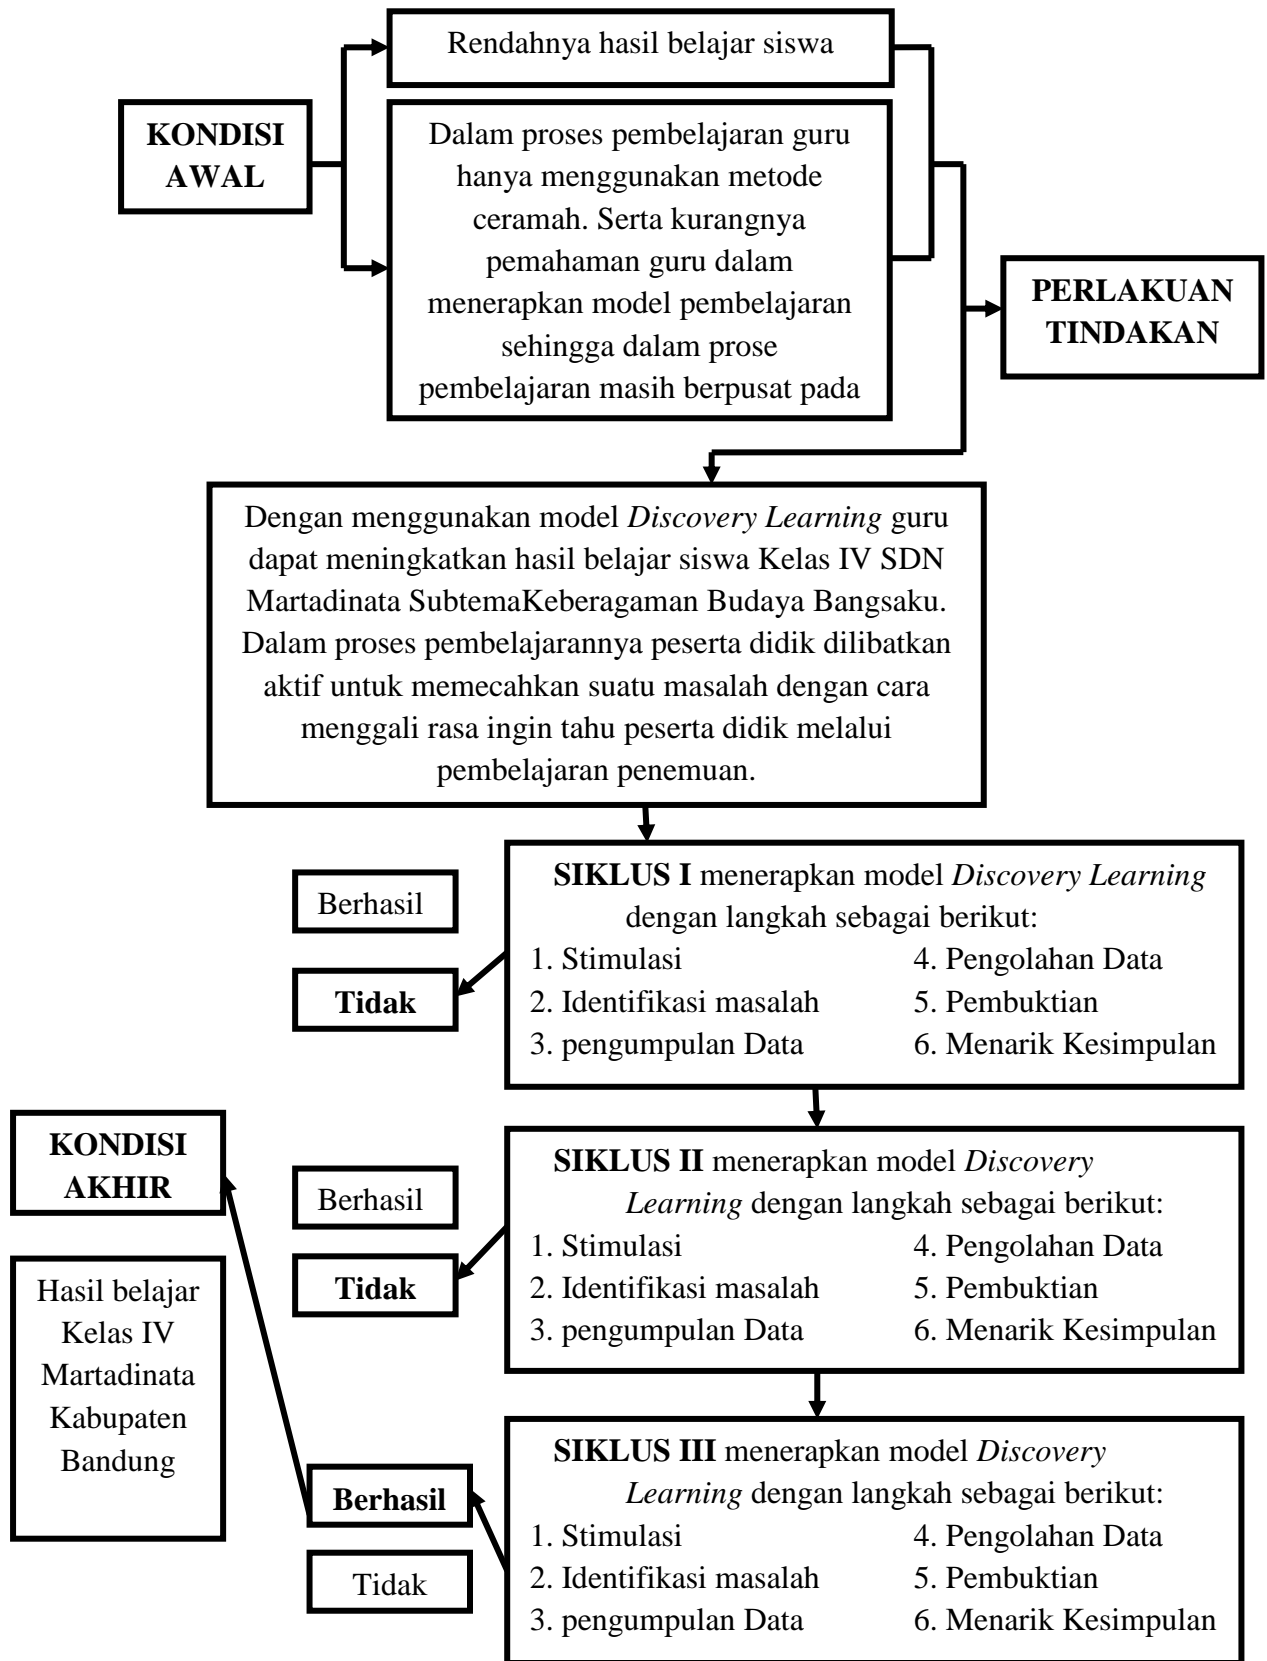 Rendahnya hasil belajar siswa
KONDISI
AWAL
Dalam proses pembelajaran guru
hanya menggunakan metode
ceramah. Serta kurangnya
pemahaman guru dalam
menerapkan model pembelajaran
sehingga dalam prose
pembelajaran masih berpusat pada
PERLAKUAN
TINDAKAN
Dengan menggunakan model Discovery Learning guru
dapat meningkatkan hasil belajar siswa Kelas IV SDN
Martadinata SubtemaKeberagaman Budaya Bangsaku.
Dalam proses pembelajarannya peserta didik dilibatkan
aktif untuk memecahkan suatu masalah dengan cara
menggali rasa ingin tahu peserta didik melalui
pembelajaran penemuan.
SIKLUS I menerapkan model Discovery Learning
dengan langkah sebagai berikut:
1. Stimulasi
2. Identifikasi masalah
3. pengumpulan Data
4. Pengolahan Data
5. Pembuktian
6. Menarik Kesimpulan
Berhasil
Tidak
SIKLUS II menerapkan model Discovery
Learning dengan langkah sebagai berikut:
1. Stimulasi
2. Identifikasi masalah
3. pengumpulan Data
4. Pengolahan Data
5. Pembuktian
6. Menarik Kesimpulan
Berhasil
Tidak
SIKLUS III menerapkan model Discovery
Learning dengan langkah sebagai berikut:
1. Stimulasi
2. Identifikasi masalah
3. pengumpulan Data
4. Pengolahan Data
5. Pembuktian
6. Menarik Kesimpulan
Berhasil
Tidak
KONDISI
AKHIR
Hasil belajar
Kelas IV
Martadinata
Kabupaten
Bandung